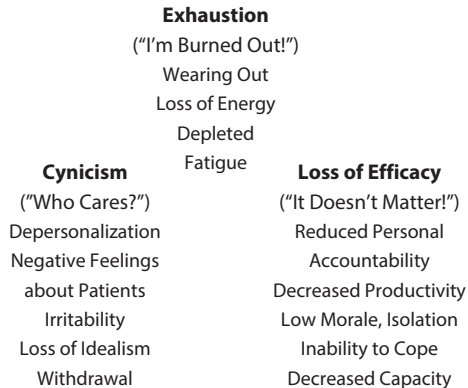 Exhaustion
(“I’m Burned Out!”)
Wearing Out
Loss of Energy
Depleted
Fatigue
Cynicism
(”Who Cares?”)
Depersonalization
Negative Feelings
about Patients
Irritability
Loss of Idealism
Withdrawal
Loss of Efficacy
(“It Doesn’t Matter!”)
Reduced Personal
Accountability
Decreased Productivity
Low Morale, Isolation
Inability to Cope
Decreased Capacity